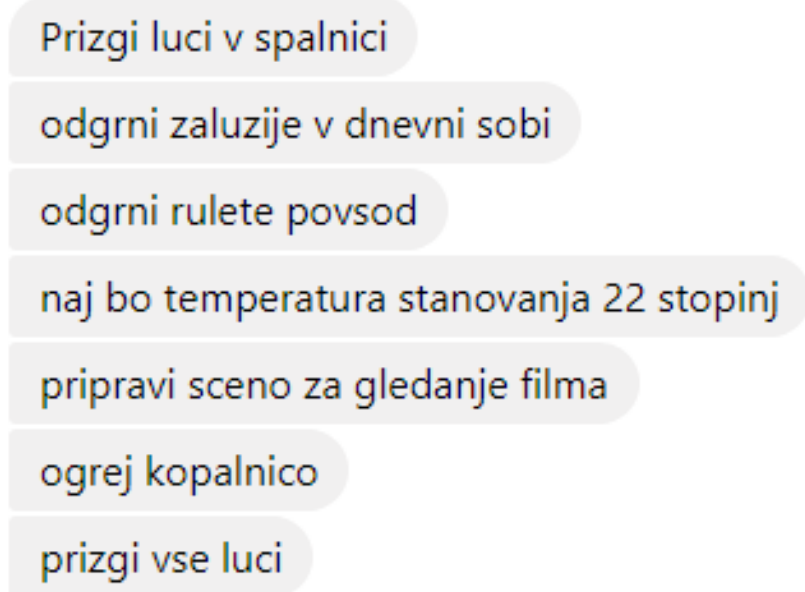 Prizgi luci v spalnici
odgrni zaluzije v dnevni sobi
odgrni rulete povsod
naj bo temperatura stanovanja 22 stopinj
pripravi sceno za gledanje filma
ogrej kopalnico
prizgi vse luci